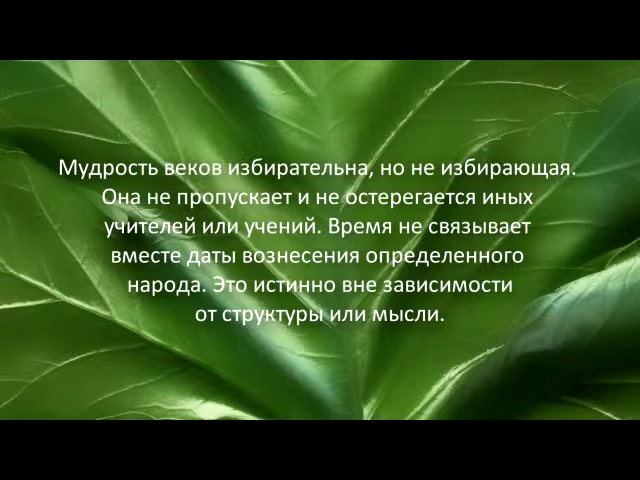 Мудрость веков избирательна, но не избирающая.
Она не пропускает и не остерегается иных
учителей или учений. Время не связывает
вместе даты вознесения определенного
народа. Это истинно вне зависимости
от структуры или мысли.